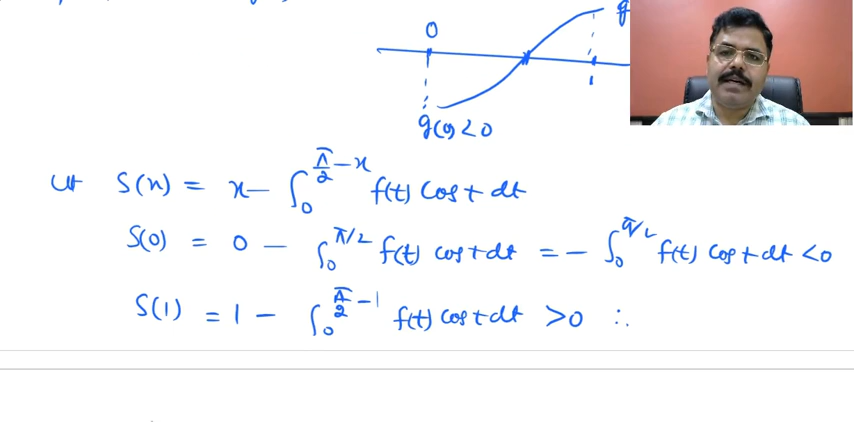 0
g
1
g(0) < 0
Let S(x) = x − ∫₀^{π/2 − x} f(t) cos t dt
S(0) = 0 − ∫₀^{π/2} f(t) cos t dt = − ∫₀^{π/2} f(t) cos t dt < 0
S(1) = 1 − ∫₀^{π/2 − 1} f(t) cos t dt > 0 ∴